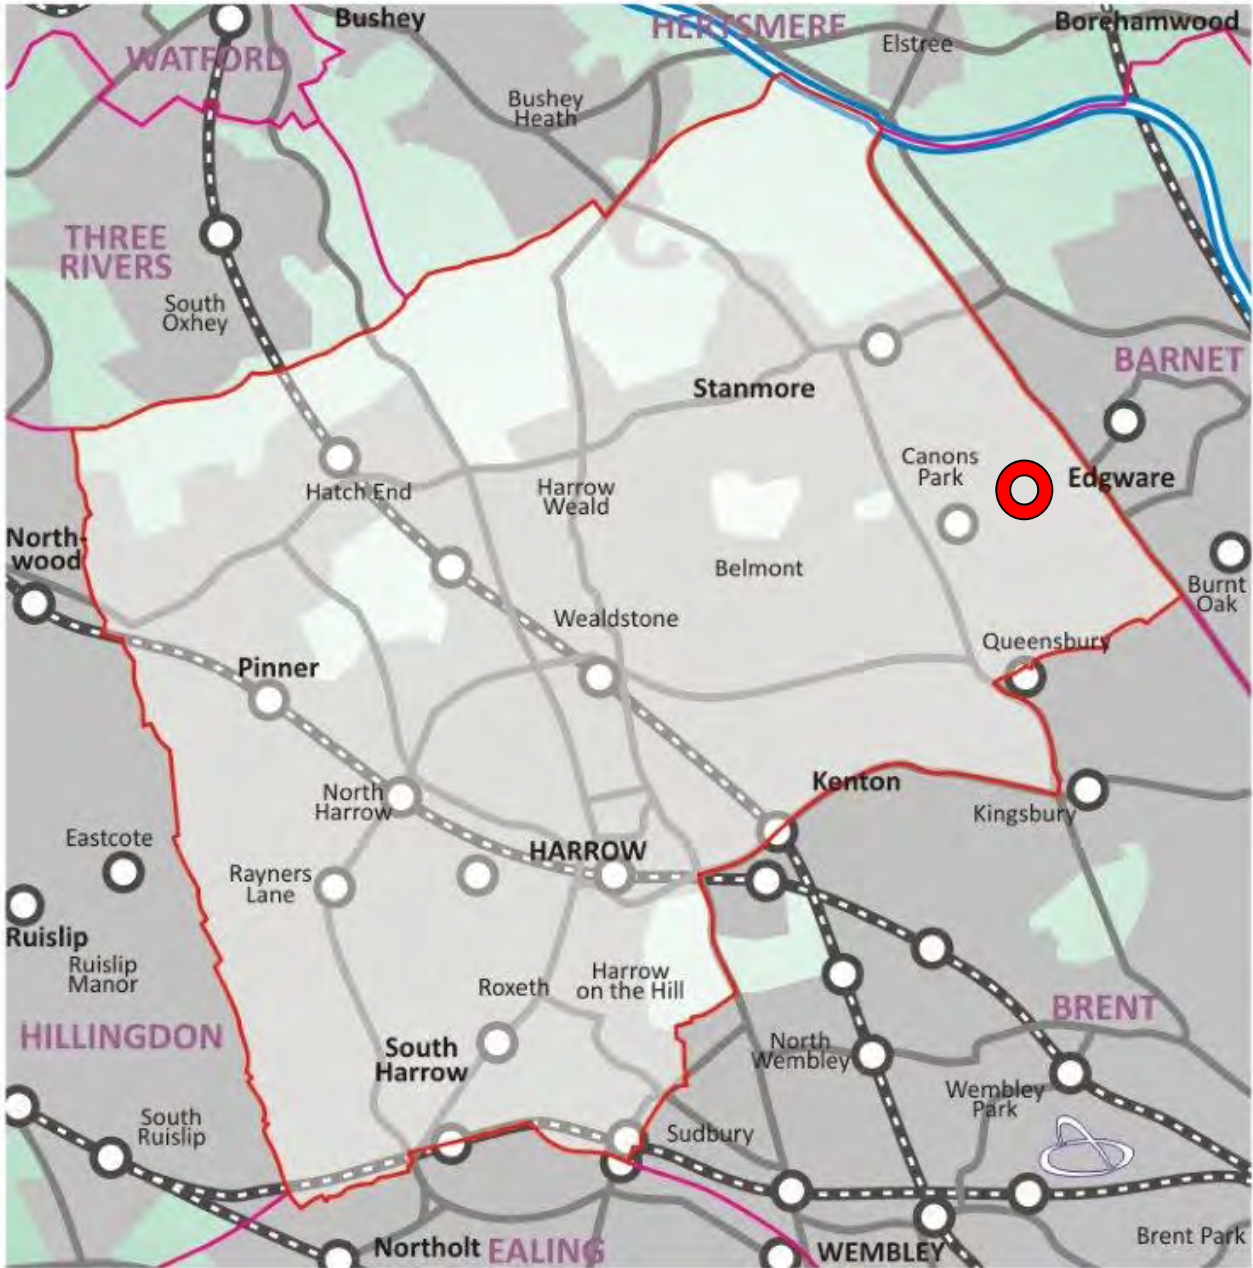 Bushey
HERTSMERE
Borehamwood
Elstree
WATFORD
Bushey
Heath
THREE
RIVERS
South
Oxhey
BARNET
Stanmore
Canons
Park
Edgware
Hatch End
Harrow
Weald
North-
wood
Belmont
Burnt
Oak
Wealdstone
Queensbury
Pinner
Kenton
North
Harrow
Kingsbury
Eastcote
HARROW
Rayners
Lane
Ruislip
Ruislip
Manor
Harrow
on the Hill
Roxeth
BRENT
HILLINGDON
South
Harrow
North
Wembley
Wembley
Park
South
Ruislip
Sudbury
Brent Park
Northolt
EALING
WEMBLEY